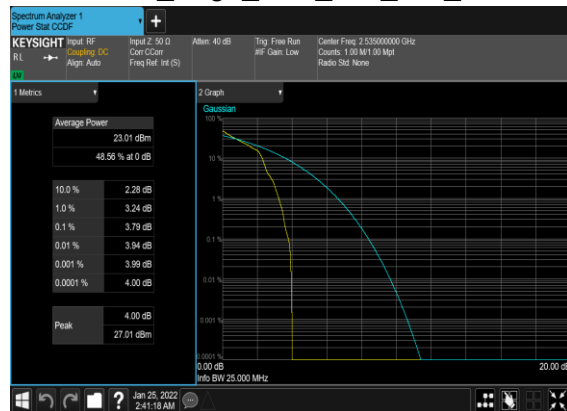 Spectrum Analyzer 1
Power Stat CCDF
KEYSIGHT
R L
Input: RF
Coupling: DC
Align: Auto
Input Z: 50 Ω
Corr CCorr
Freq Ref: Int (S)
Atten: 40 dB
Trig: Free Run
#IF Gain: Low
Center Freq: 2.535000000 GHz
Counts: 1.00 M/1.00 Mpt
Radio Std: None
1 Metrics
Average Power
23.01 dBm
48.56 % at 0 dB
10.0 % 2.28 dB
1.0 % 3.24 dB
0.1 % 3.79 dB
0.01 % 3.94 dB
0.001 % 3.99 dB
0.0001 % 4.00 dB
Peak 4.00 dB
27.01 dBm
2 Graph
Gaussian
100 %
10 %
1 %
0.1 %
0.01 %
0.001 %
0.0001 %
0.00 dB 20.00 dB
Info BW 25.000 MHz
Jan 25, 2022
2:41:18 AM